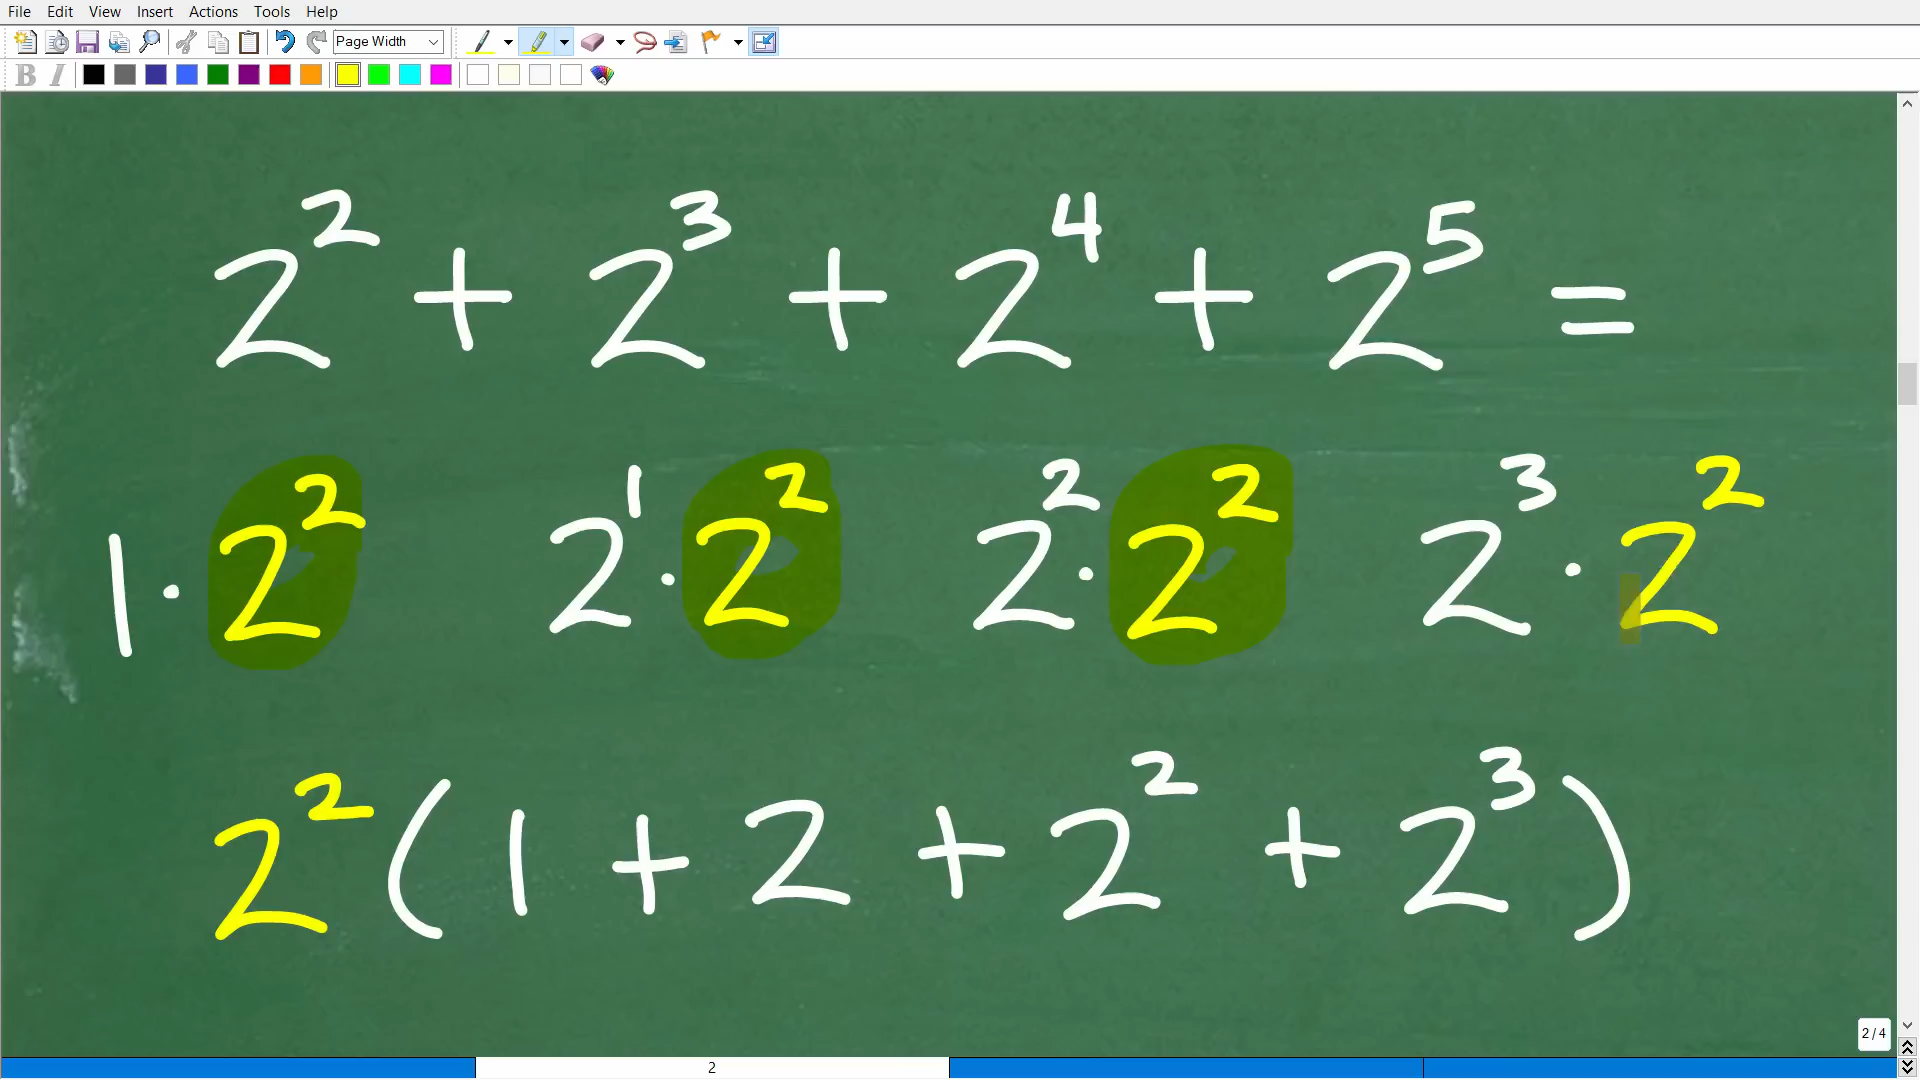 File Edit View Insert Actions Tools Help
Page Width
B I
2² + 2³ + 2⁴ + 2⁵ =
1 · 2² 2¹ · 2² 2² · 2² 2³ · 2²
2² ( 1 + 2 + 2² + 2³ )
2 / 4
2